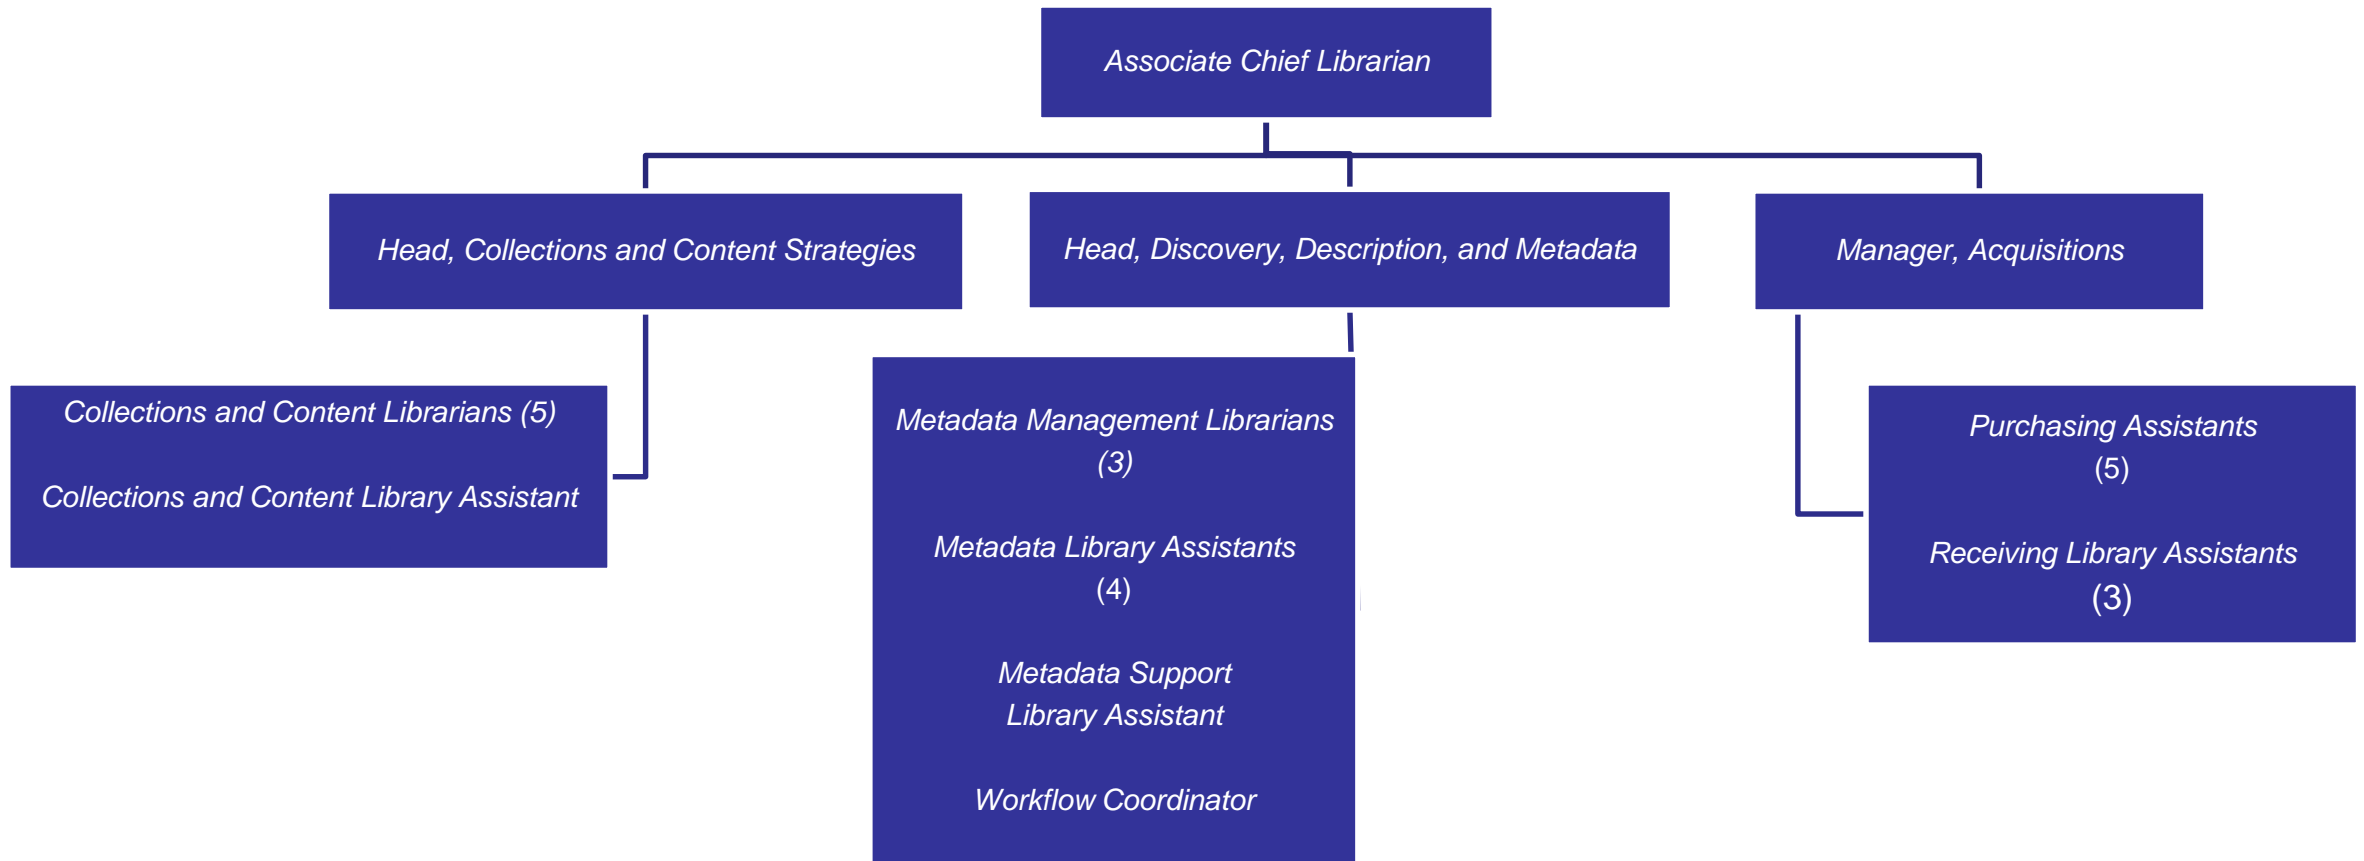 Associate Chief Librarian
Head, Collections and Content Strategies
Head, Discovery, Description, and Metadata
Manager, Acquisitions
Collections and Content Librarians (5)
Collections and Content Library Assistant
Metadata Management Librarians
(3)
Metadata Library Assistants
(4)
Metadata Support
Library Assistant
Workflow Coordinator
Purchasing Assistants
(5)
Receiving Library Assistants
(3)